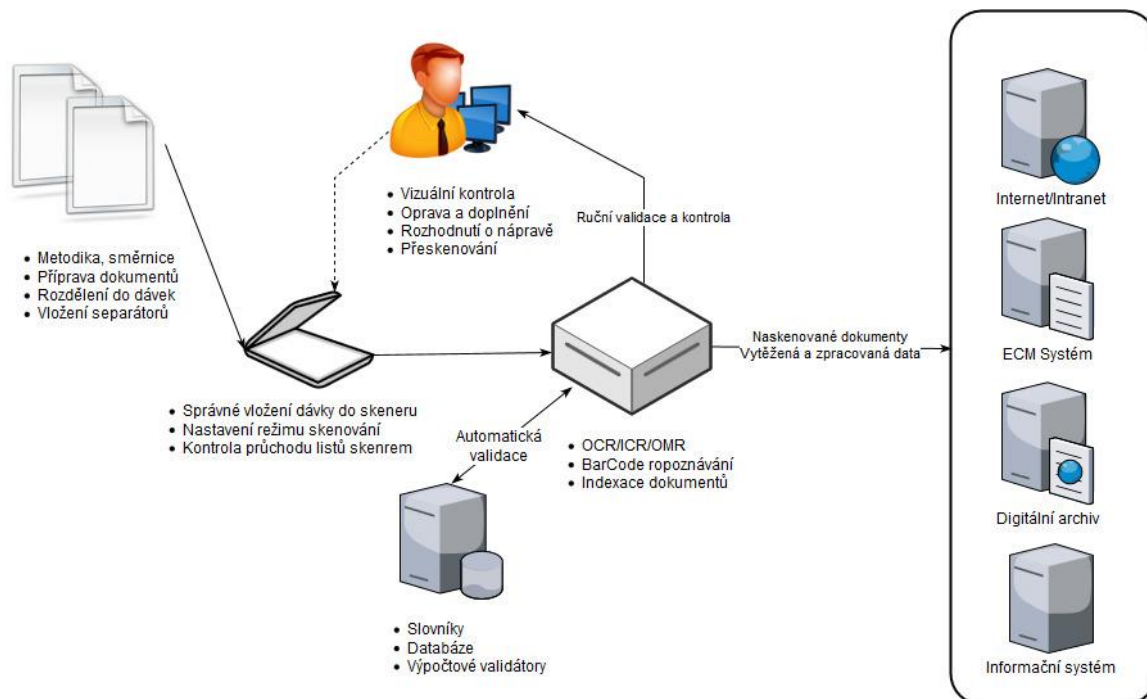 Metodika, směrnice
Příprava dokumentů
Rozdělení do dávek
Vložení separátorů
Vizuální kontrola
Oprava a doplnění
Rozhodnutí o nápravě
Přeskenování
Ruční validace a kontrola
Správné vložení dávky do skeneru
Nastavení režimu skenování
Kontrola průchodu listů skenrem
Automatická
validace
OCR/ICR/OMR
BarCode ropoznávání
Indexace dokumentů
Slovníky
Databáze
Výpočtové validátory
Naskenované dokumenty
Vytěžená a zpracovaná data
Internet/Intranet
ECM Systém
Digitální archiv
Informační systém